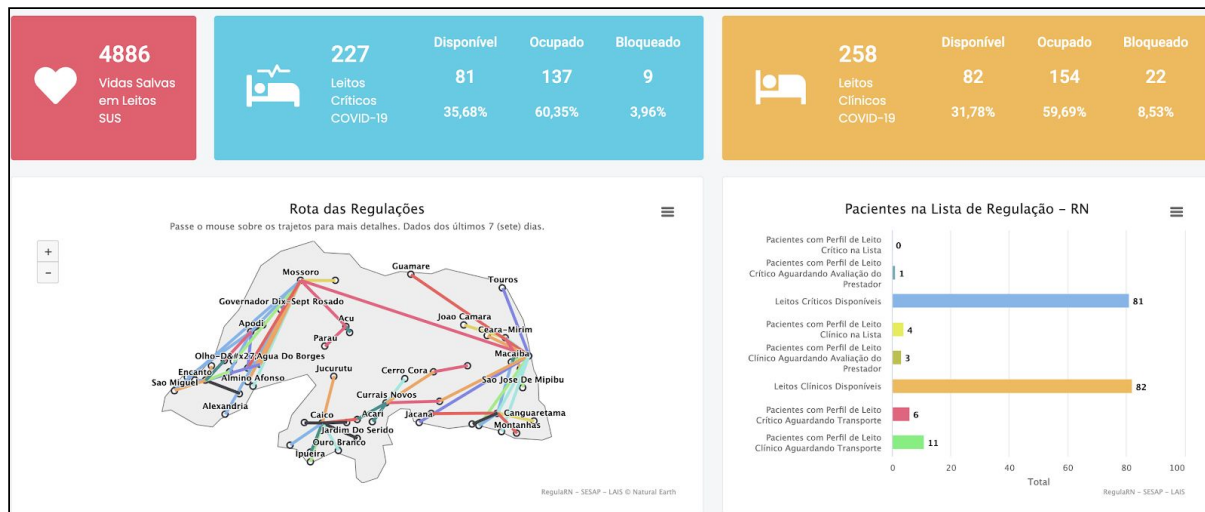 4886
Vidas Salvas
em Leitos
SUS
227
Leitos
Críticos
COVID-19
Disponível Ocupado Bloqueado
81 137 9
35,68% 60,35% 3,96%
258
Leitos
Clínicos
COVID-19
Disponível Ocupado Bloqueado
82 154 22
31,78% 59,69% 8,53%
Rota das Regulações
Passe o mouse sobre os trajetos para mais detalhes. Dados dos últimos 7 (sete) dias.
+
−
Mossoro
Guamare
Touros
Governador Dix-Sept Rosado
Apodi
Acu
Joao Camara
Ceara-Mirim
Parau
Olho-D&#x27;Agua Do Borges
Macaiba
Encanto
Almino Afonso
Jucurutu
Cerro Cora
Sao Miguel
Sao Jose De Mipibu
Currais Novos
Alexandria
Caico
Acari
Jacana
Canguaretama
Jardim Do Serido
Montanhas
Ouro Branco
Ipueira
RegulaRN – SESAP – LAIS © Natural Earth
Pacientes na Lista de Regulação – RN
Pacientes com Perfil de Leito
Crítico na Lista
0
Pacientes com Perfil de Leito
Crítico Aguardando Avaliação do
Prestador
1
Leitos Críticos Disponíveis
81
Pacientes com Perfil de Leito
Clínico na Lista
4
Pacientes com Perfil de Leito
Clínico Aguardando Avaliação do
Prestador
3
Leitos Clínicos Disponíveis
82
Pacientes com Perfil de Leito
Crítico Aguardando Transporte
6
Pacientes com Perfil de Leito
Clínico Aguardando Transporte
11
0 20 40 60 80 100
Total
RegulaRN – SESAP – LAIS